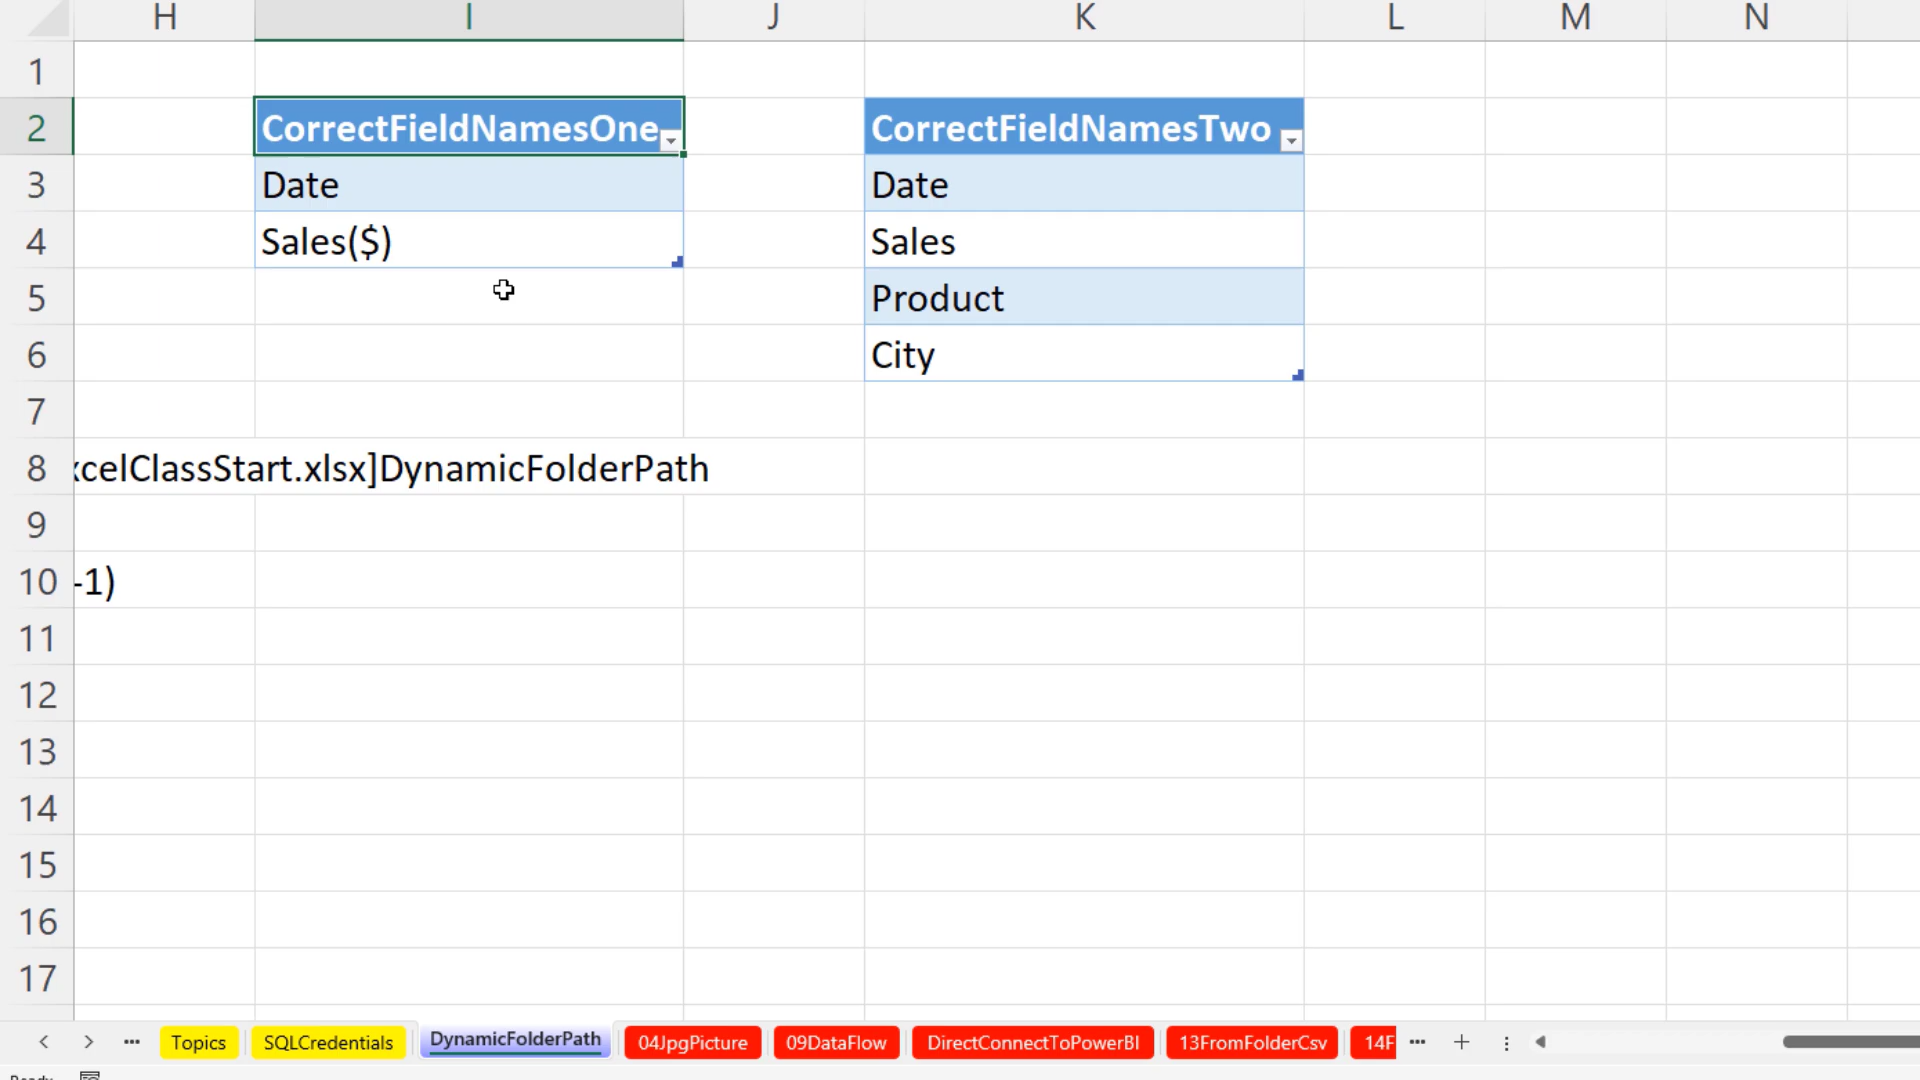 H I J K L M N
1
2 CorrectFieldNamesOne CorrectFieldNamesTwo
3 Date Date
4 Sales($) Sales
5 Product
6 City
7
8 xcelClassStart.xlsx]DynamicFolderPath
9
10 -1)
11
12
13
14
15
16
17
Topics SQLCredentials DynamicFolderPath 04JpgPicture 09DataFlow DirectConnectToPowerBI 13FromFolderCsv 14F